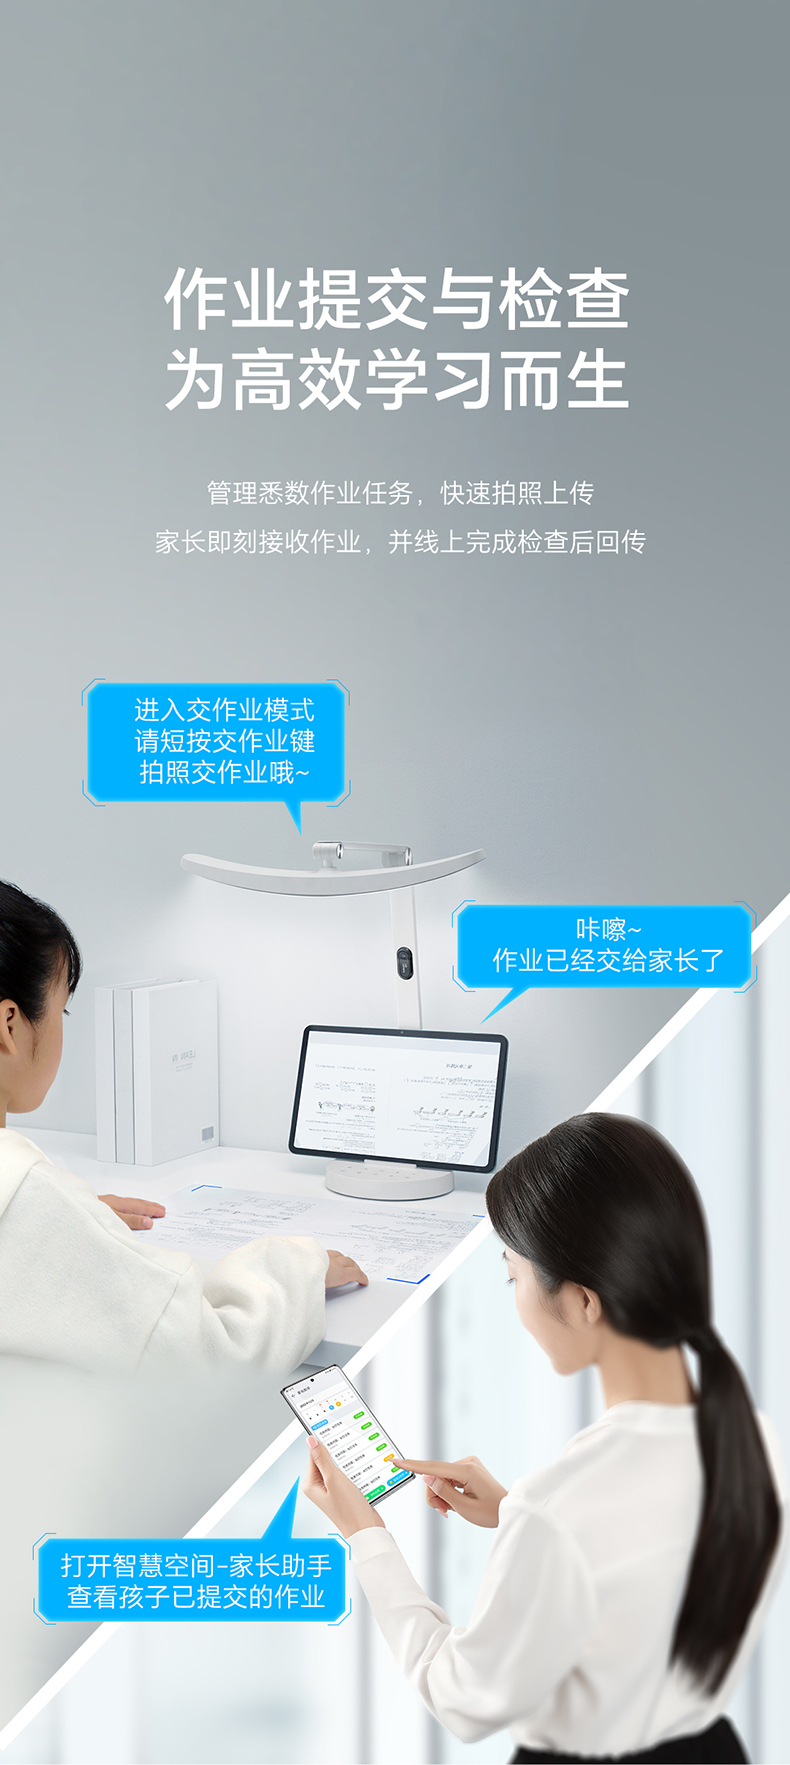 作业提交与检查
为高效学习而生
管理悉数作业任务，快速拍照上传
家长即刻接收作业，并线上完成检查后回传
进入交作业模式
请短按交作业键
拍照交作业哦~
咔嚓~
作业已经交给家长了
打开智慧空间-家长助手
查看孩子已提交的作业